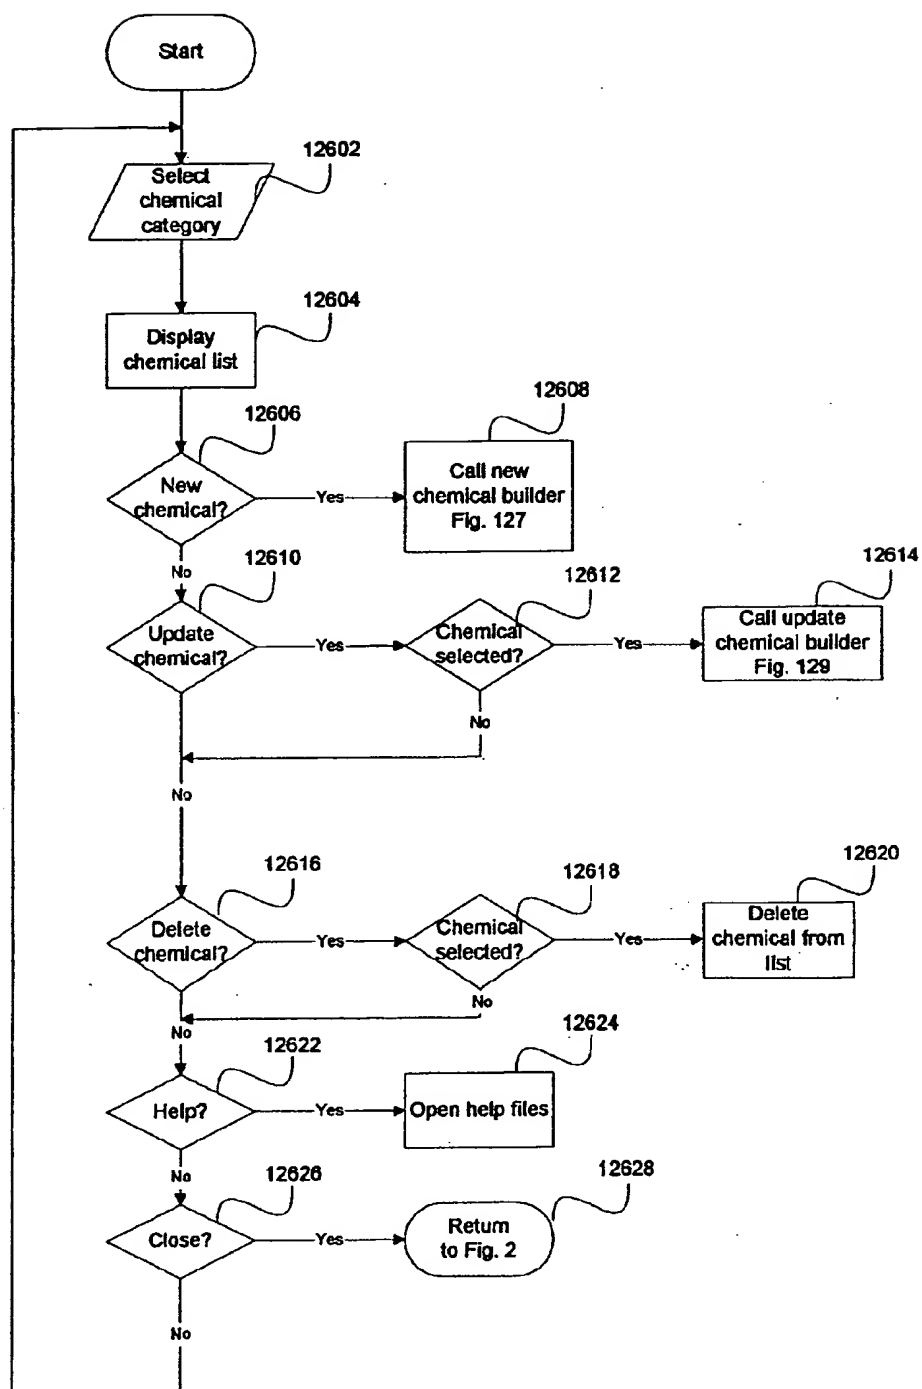 Start
12602
Select
chemical
category
12604
Display
chemical list
12606
12608
New
chemical?
Yes
Call new
chemical builder
Fig. 127
No
12610
12612
12614
Update
chemical?
Yes
Chemical
selected?
Yes
Call update
chemical builder
Fig. 129
No
No
12616
12618
12620
Delete
chemical?
Yes
Chemical
selected?
Yes
Delete
chemical from
list
No
No
12622
12624
Help?
Yes
Open help files
No
12626
12628
Close?
Yes
Return
to Fig. 2
No